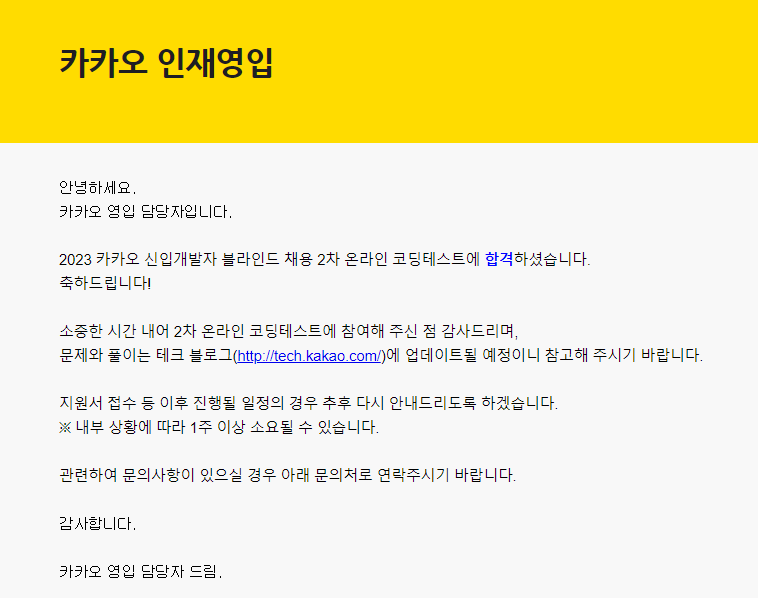 카카오 인재영입
안녕하세요.
카카오 영입 담당자입니다.
2023 카카오 신입개발자 블라인드 채용 2차 온라인 코딩테스트에 합격하셨습니다.
축하드립니다!
소중한 시간 내어 2차 온라인 코딩테스트에 참여해 주신 점 감사드리며,
문제와 풀이는 테크 블로그(http://tech.kakao.com/)에 업데이트될 예정이니 참고해 주시기 바랍니다.
지원서 접수 등 이후 진행될 일정의 경우 추후 다시 안내드리도록 하겠습니다.
※ 내부 상황에 따라 1주 이상 소요될 수 있습니다.
관련하여 문의사항이 있으실 경우 아래 문의처로 연락주시기 바랍니다.
감사합니다.
카카오 영입 담당자 드림.